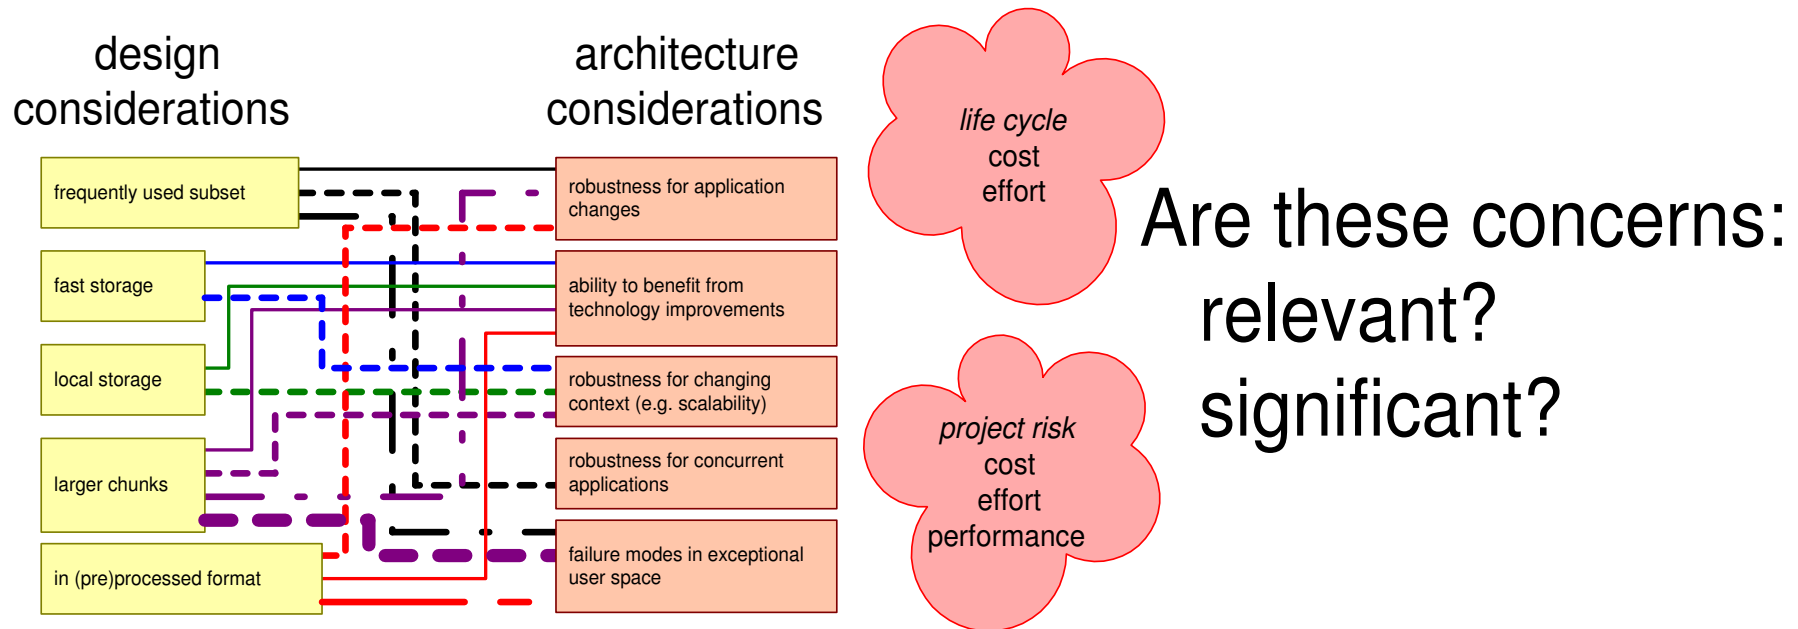 design
considerations
architecture
considerations
frequently used subset
fast storage
local storage
larger chunks
in (pre)processed format
robustness for application
changes
ability to benefit from
technology improvements
robustness for changing
context (e.g. scalability)
robustness for concurrent
applications
failure modes in exceptional
user space
life cycle
cost
effort
project risk
cost
effort
performance
Are these concerns:
relevant?
significant?